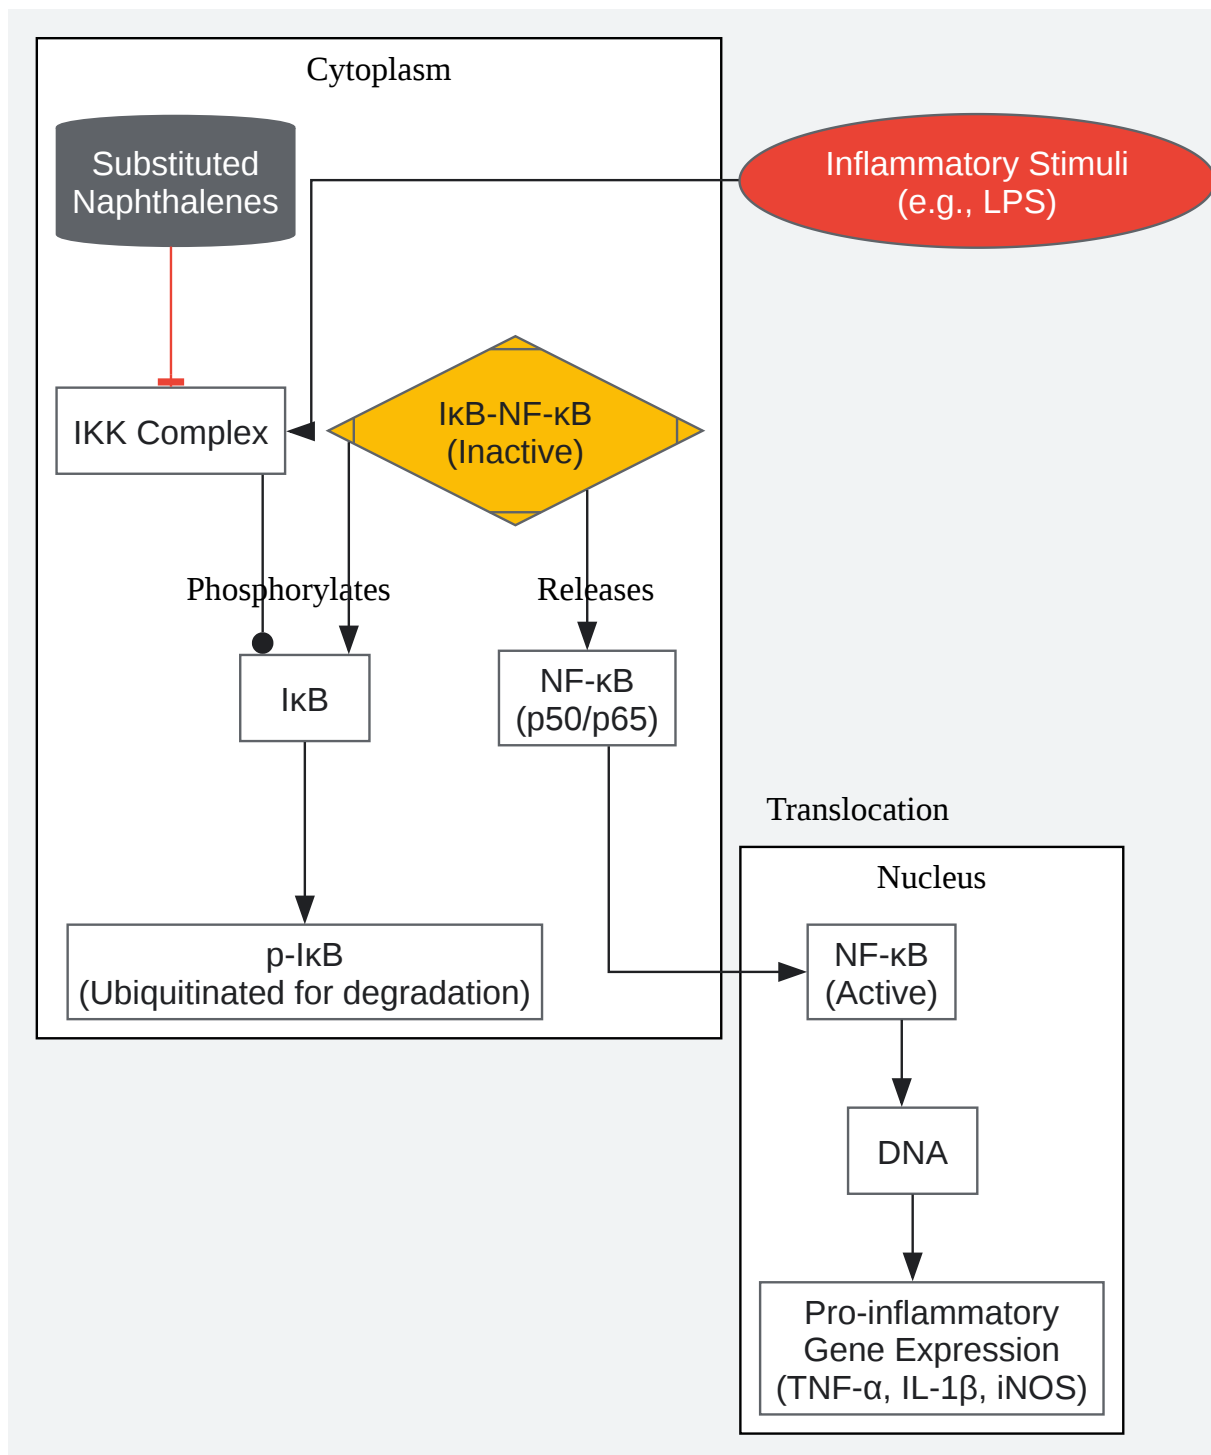 Cytoplasm
Substituted
Naphthalenes
Inflammatory Stimuli
(e.g., LPS)
IKK Complex
IκB-NF-κB
(Inactive)
Phosphorylates
Releases
IκB
NF-κB
(p50/p65)
Translocation
Nucleus
p-IκB
(Ubiquitinated for degradation)
NF-κB
(Active)
DNA
Pro-inflammatory
Gene Expression
(TNF-α, IL-1β, iNOS)